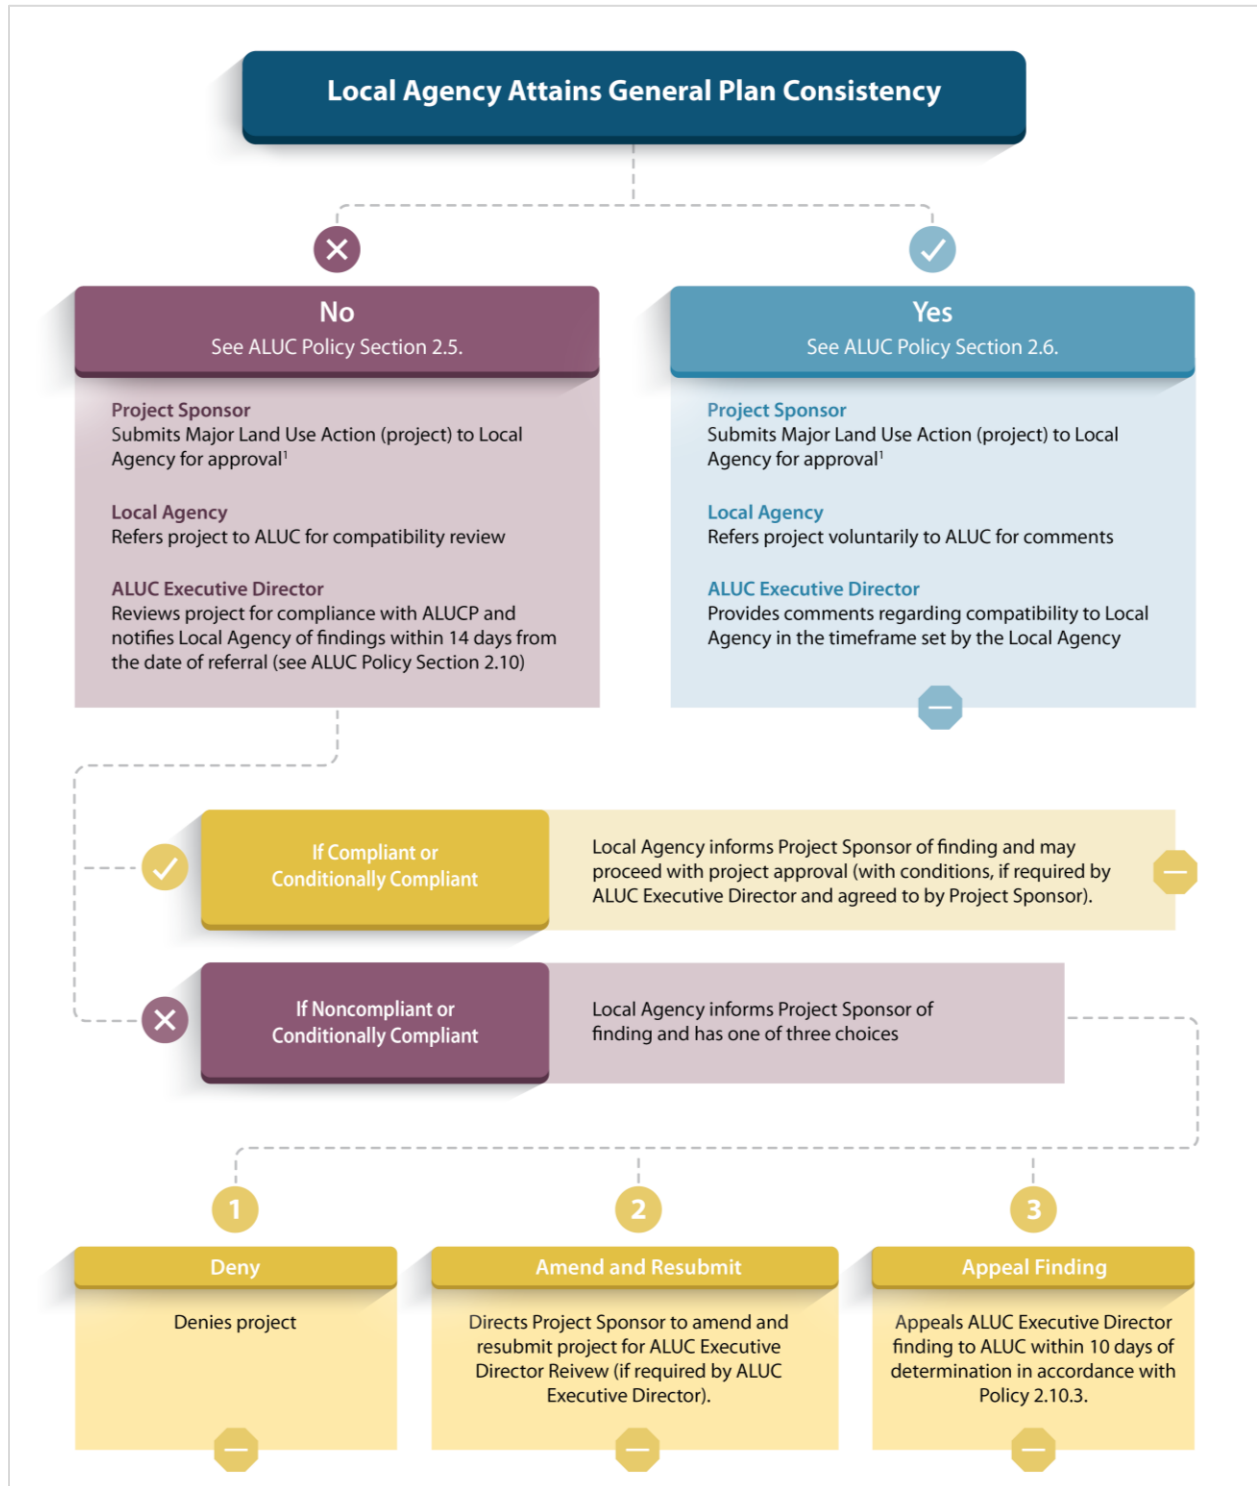 Local Agency Attains General Plan Consistency
No
See ALUC Policy Section 2.5.
Project Sponsor
Submits Major Land Use Action (project) to Local
Agency for approval¹
Local Agency
Refers project to ALUC for compatibility review
ALUC Executive Director
Reviews project for compliance with ALUCP and
notifies Local Agency of findings within 14 days from
the date of referral (see ALUC Policy Section 2.10)
Yes
See ALUC Policy Section 2.6.
Project Sponsor
Submits Major Land Use Action (project) to Local
Agency for approval¹
Local Agency
Refers project voluntarily to ALUC for comments
ALUC Executive Director
Provides comments regarding compatibility to Local
Agency in the timeframe set by the Local Agency
If Compliant or
Conditionally Compliant
Local Agency informs Project Sponsor of finding and may
proceed with project approval (with conditions, if required by
ALUC Executive Director and agreed to by Project Sponsor).
If Noncompliant or
Conditionally Compliant
Local Agency informs Project Sponsor of
finding and has one of three choices
1
Deny
Denies project
2
Amend and Resubmit
Directs Project Sponsor to amend and
resubmit project for ALUC Executive
Director Reivew (if required by ALUC
Executive Director).
3
Appeal Finding
Appeals ALUC Executive Director
finding to ALUC within 10 days of
determination in accordance with
Policy 2.10.3.